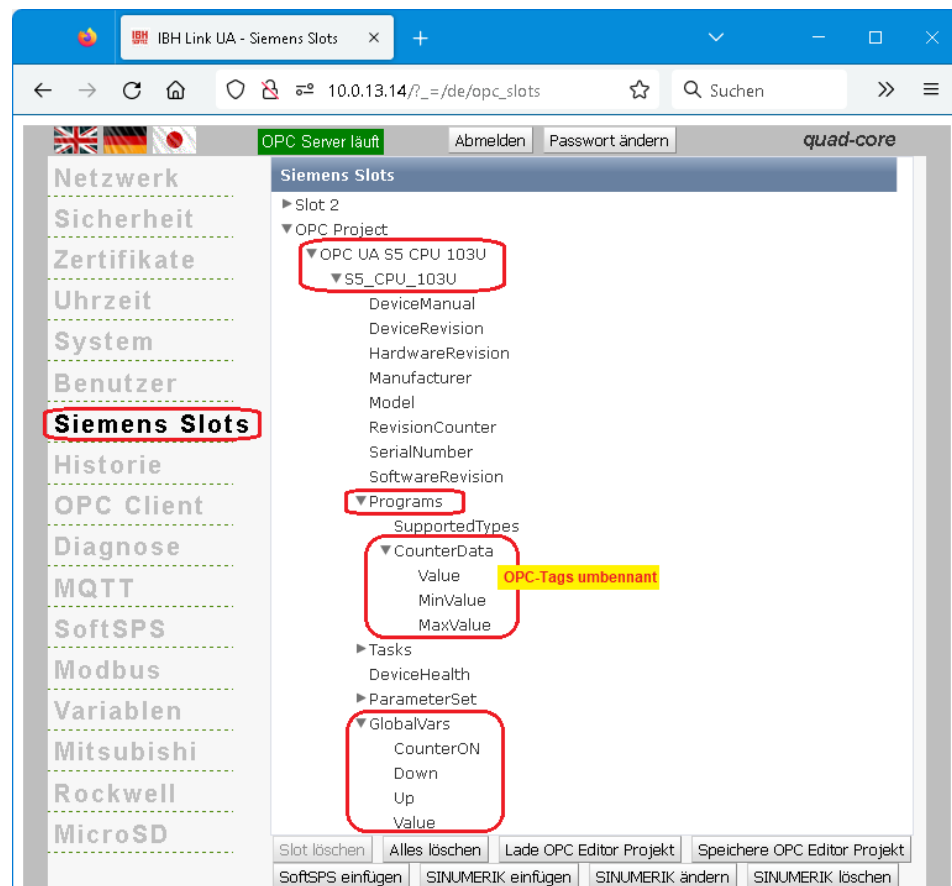 IBH Link UA - Siemens Slots
10.0.13.14/?_=/de/opc_slots
Suchen
OPC Server läuft
Abmelden
Passwort ändern
quad-core
Netzwerk
Sicherheit
Zertifikate
Uhrzeit
System
Benutzer
Siemens Slots
Historie
OPC Client
Diagnose
MQTT
SoftSPS
Modbus
Variablen
Mitsubishi
Rockwell
MicroSD
Siemens Slots
Slot 2
OPC Project
OPC UA S5 CPU 103U
S5_CPU_103U
DeviceManual
DeviceRevision
HardwareRevision
Manufacturer
Model
RevisionCounter
SerialNumber
SoftwareRevision
Programs
SupportedTypes
CounterData
Value
OPC-Tags umbennant
MinValue
MaxValue
Tasks
DeviceHealth
ParameterSet
GlobalVars
CounterON
Down
Up
Value
Slot löschen
Alles löschen
Lade OPC Editor Projekt
Speichere OPC Editor Projekt
SoftSPS einfügen
SINUMERIK einfügen
SINUMERIK ändern
SINUMERIK löschen